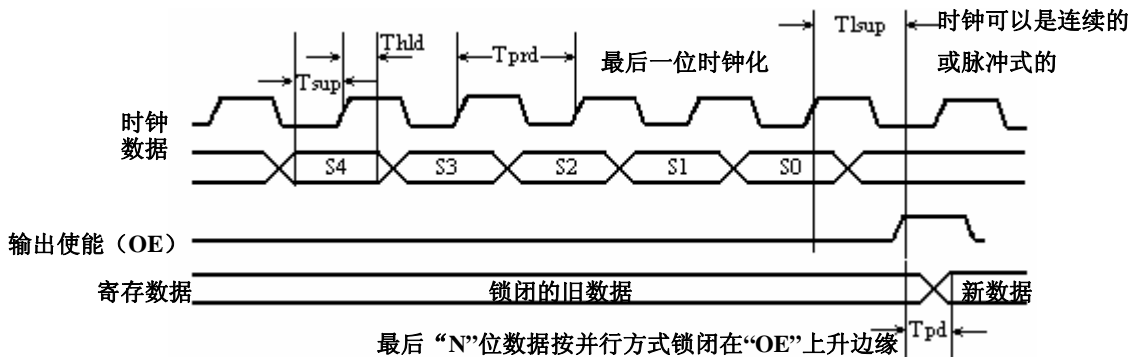 Tlsup
时钟可以是连续的
或脉冲式的
Thld
Tprd
最后一位时钟化
Tsup
时钟
数据
S4 S3 S2 S1 S0
输出使能（OE）
寄存数据 锁闭的旧数据 新数据
Tpd
最后“N”位数据按并行方式锁闭在“OE”上升边缘